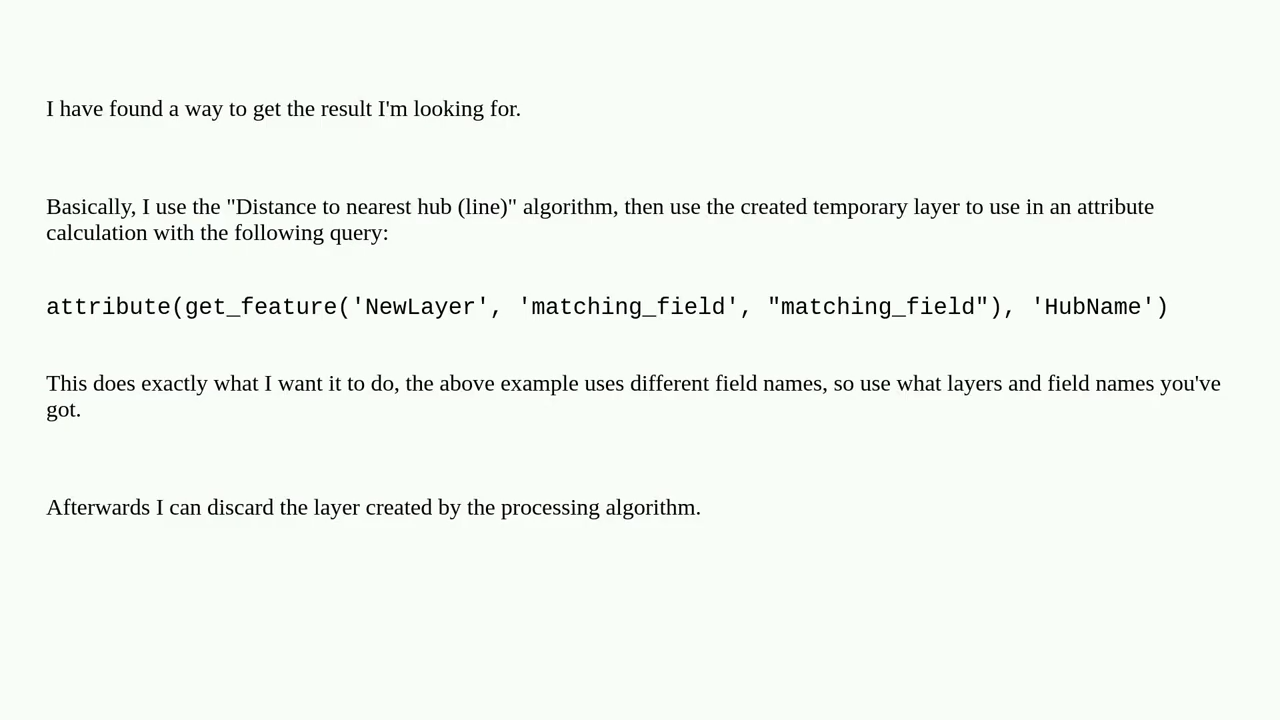 I have found a way to get the result I'm looking for.
Basically, I use the "Distance to nearest hub (line)" algorithm, then use the created temporary layer to use in an attribute
calculation with the following query:
attribute(get_feature('NewLayer', 'matching_field', "matching_field"), 'HubName')
This does exactly what I want it to do, the above example uses different field names, so use what layers and field names you've
got.
Afterwards I can discard the layer created by the processing algorithm.